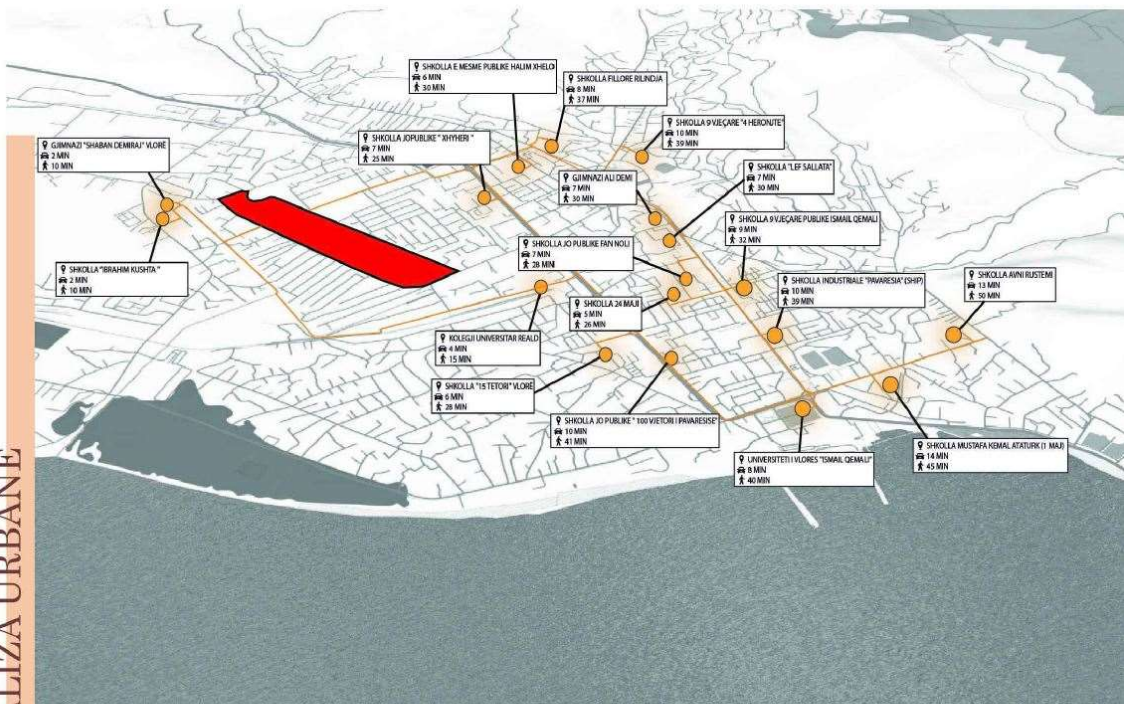 SHKOLLA E MESME PUBLIKE HALIM XHELO
6 MIN
30 MIN
SHKOLLA FILLORE RILINDJA
8 MIN
37 MIN
SHKOLLA 9 VJEÇARE "4 HERONJTE"
10 MIN
39 MIN
GJIMNAZI "SHABAN DEMIRAJ" VLORË
2 MIN
10 MIN
SHKOLLA JOPUBLIKE " XHYHERI "
7 MIN
25 MIN
GJIMNAZI ALI DEMI
7 MIN
30 MIN
SHKOLLA "LEF SALLATA"
7 MIN
30 MIN
SHKOLLA 9 VJEÇARE PUBLIKE ISMAIL QEMALI
9 MIN
32 MIN
SHKOLLA JO PUBLIKE FAN NOLI
7 MIN
28 MIN
SHKOLLA "IBRAHIM KUSHTA "
2 MIN
10 MIN
SHKOLLA INDUSTRIALE "PAVARESIA" (SHIP)
10 MIN
39 MIN
SHKOLLA AVNI RUSTEMI
13 MIN
50 MIN
SHKOLLA 24 MAJI
5 MIN
26 MIN
KOLEGJI UNIVERSITAR REALD
4 MIN
15 MIN
SHKOLLA "15 TETORI" VLORË
6 MIN
28 MIN
SHKOLLA JO PUBLIKE " 100 VJETORI I PAVARESISE"
10 MIN
41 MIN
UNIVERSITETI I VLORES "ISMAIL QEMALI"
8 MIN
40 MIN
SHKOLLA MUSTAFA KEMAL ATATURK (1 MAJ)
14 MIN
45 MIN
LIZA URBANE